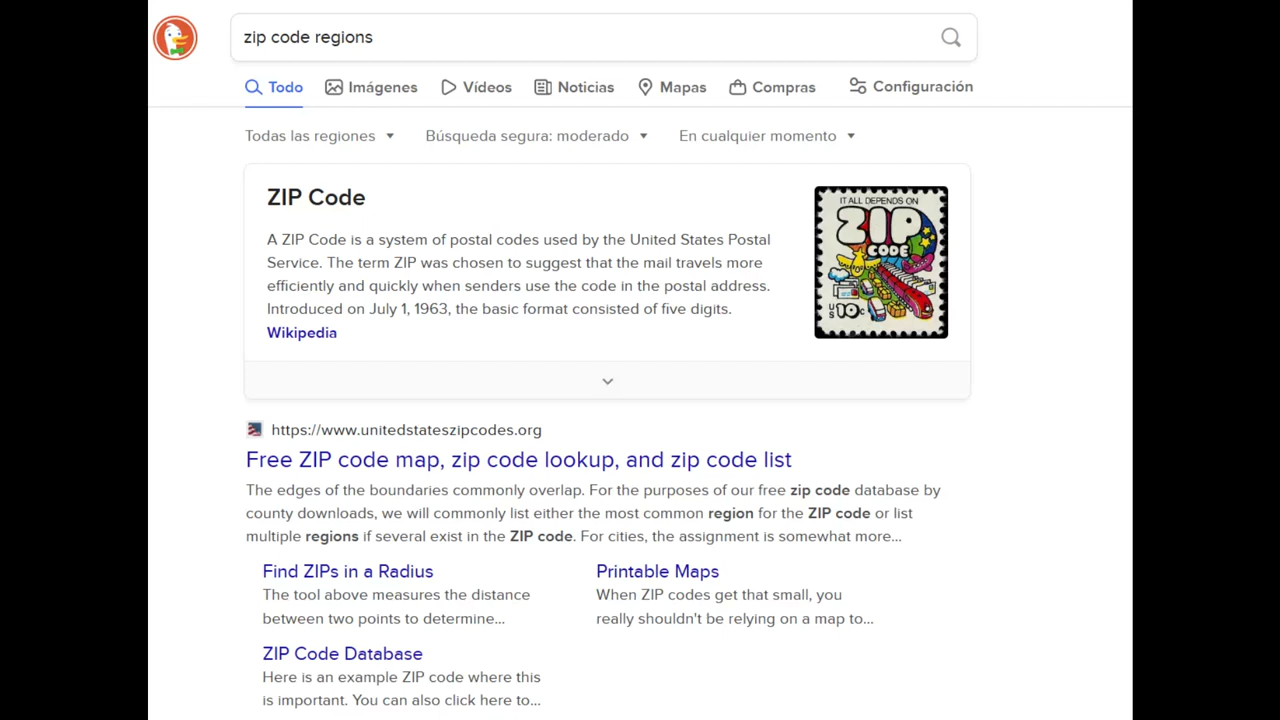 zip code regions
Todo Imágenes Vídeos Noticias Mapas Compras Configuración
Todas las regiones Búsqueda segura: moderado En cualquier momento
ZIP Code
A ZIP Code is a system of postal codes used by the United States Postal
Service. The term ZIP was chosen to suggest that the mail travels more
efficiently and quickly when senders use the code in the postal address.
Introduced on July 1, 1963, the basic format consisted of five digits.
Wikipedia
IT ALL DEPENDS ON
ZIP
CODE
US 10c
https://www.unitedstateszipcodes.org
Free ZIP code map, zip code lookup, and zip code list
The edges of the boundaries commonly overlap. For the purposes of our free zip code database by
county downloads, we will commonly list either the most common region for the ZIP code or list
multiple regions if several exist in the ZIP code. For cities, the assignment is somewhat more...
Find ZIPs in a Radius
The tool above measures the distance
between two points to determine...
Printable Maps
When ZIP codes get that small, you
really shouldn't be relying on a map to...
ZIP Code Database
Here is an example ZIP code where this
is important. You can also click here to...